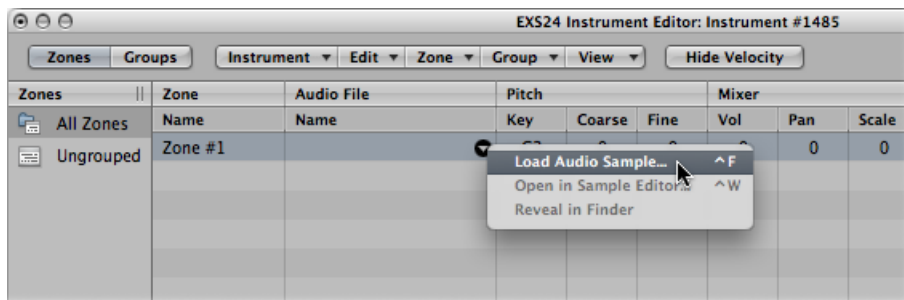 EXS24 Instrument Editor: Instrument #1485
Zones Groups Instrument Edit Zone Group View Hide Velocity
Zones Zone Audio File Pitch Mixer
All Zones Name Name Key Coarse Fine Vol Pan Scale
Ungrouped Zone #1 0 0
Load Audio Sample... ^F
Open in Sample Editor... ^W
Reveal in Finder